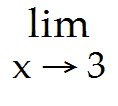 lim
x → 3